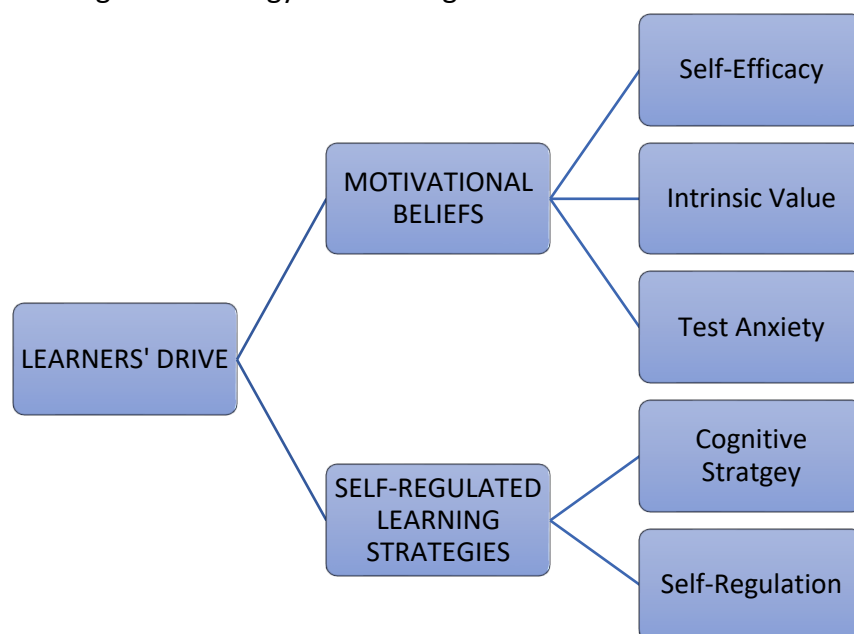 Self-Efficacy
MOTIVATIONAL
BELIEFS
Intrinsic Value
Test Anxiety
LEARNERS' DRIVE
Cognitive
Stratgey
SELF-REGULATED
LEARNING
STRATEGIES
Self-Regulation